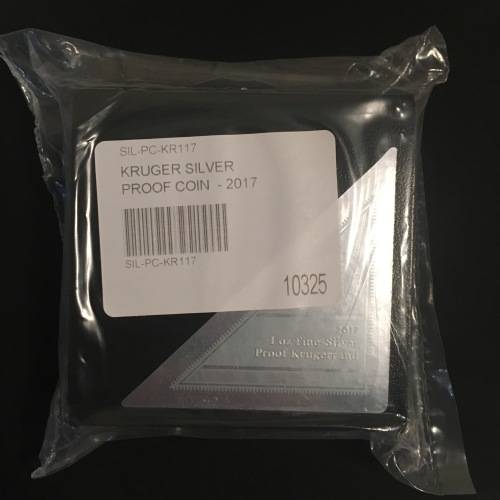 SIL-PC-KR117
KRUGER SILVER
PROOF COIN - 2017
SIL-PC-KR117
10325
2017
1 oz Fine Silver
Proof Krugerrand